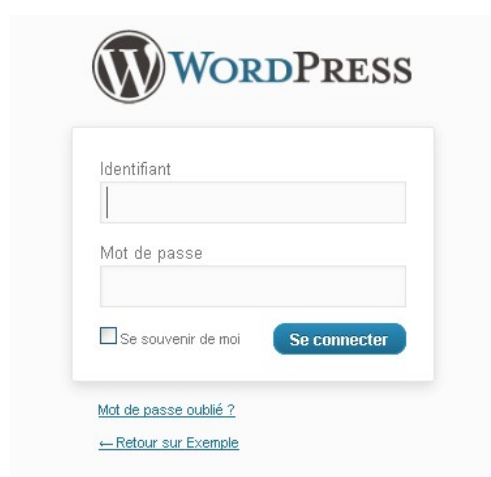 WORDPRESS
Identifiant
Mot de passe
Se souvenir de moi
Se connecter
Mot de passe oublié ?
← Retour sur Exemple